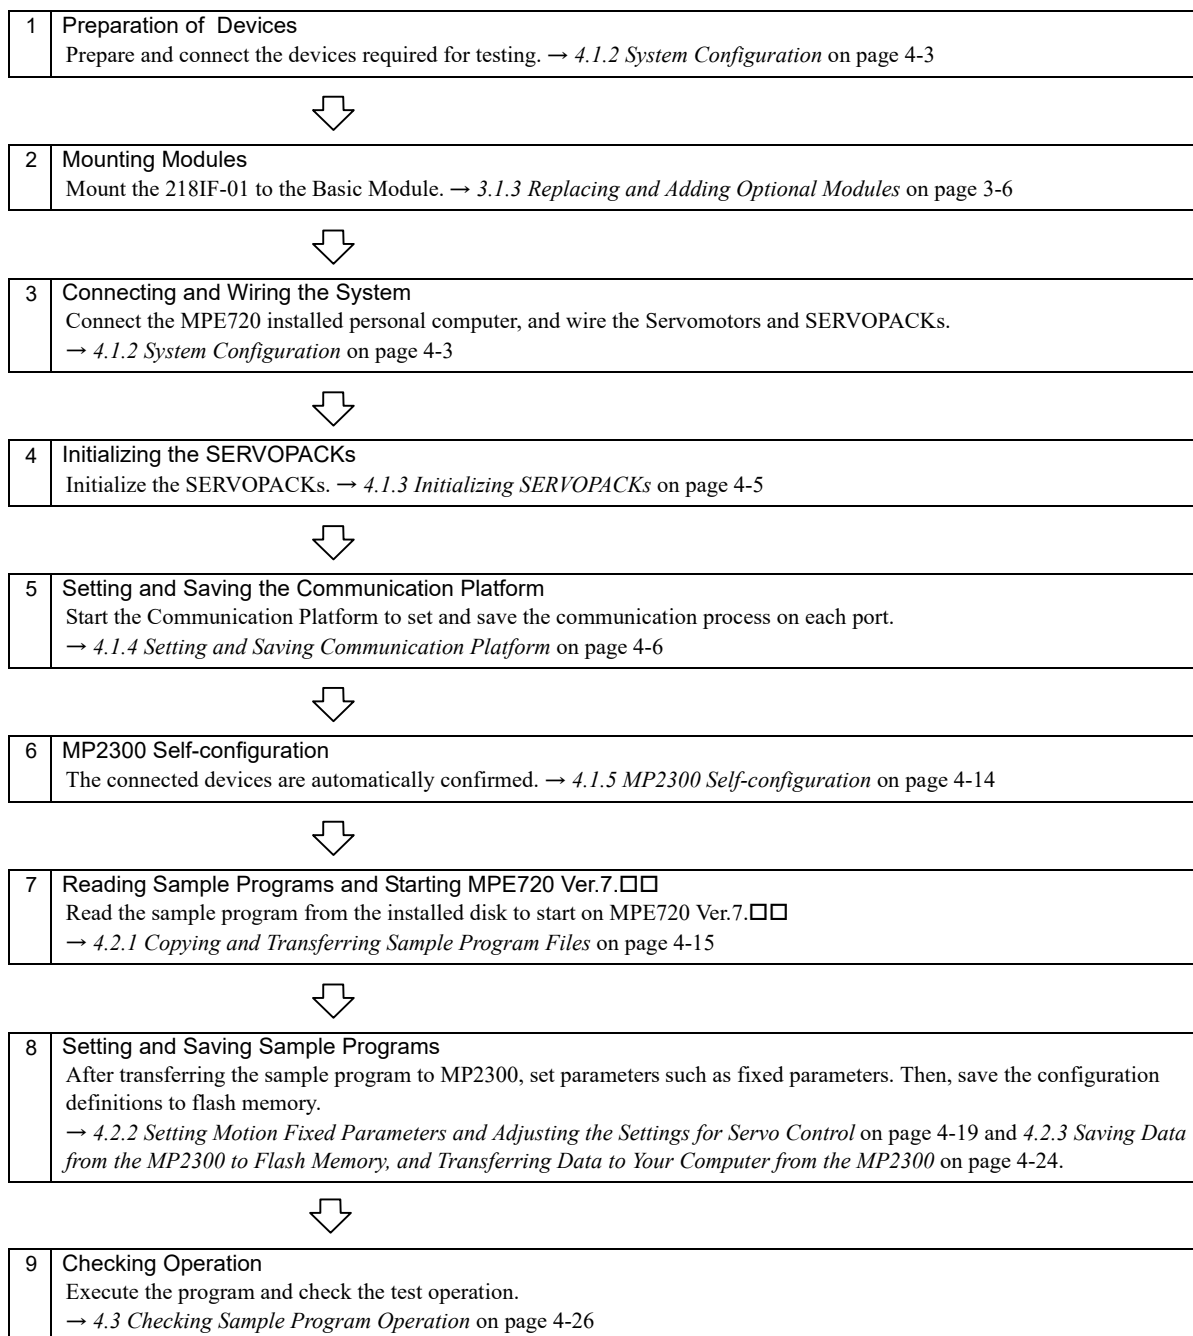 1 Preparation of Devices
Prepare and connect the devices required for testing. → 4.1.2 System Configuration on page 4-3
2 Mounting Modules
Mount the 218IF-01 to the Basic Module. → 3.1.3 Replacing and Adding Optional Modules on page 3-6
3 Connecting and Wiring the System
Connect the MPE720 installed personal computer, and wire the Servomotors and SERVOPACKs.
→ 4.1.2 System Configuration on page 4-3
4 Initializing the SERVOPACKs
Initialize the SERVOPACKs. → 4.1.3 Initializing SERVOPACKs on page 4-5
5 Setting and Saving the Communication Platform
Start the Communication Platform to set and save the communication process on each port.
→ 4.1.4 Setting and Saving Communication Platform on page 4-6
6 MP2300 Self-configuration
The connected devices are automatically confirmed. → 4.1.5 MP2300 Self-configuration on page 4-14
7 Reading Sample Programs and Starting MPE720 Ver.7.□□
Read the sample program from the installed disk to start on MPE720 Ver.7.□□
→ 4.2.1 Copying and Transferring Sample Program Files on page 4-15
8 Setting and Saving Sample Programs
After transferring the sample program to MP2300, set parameters such as fixed parameters. Then, save the configuration
definitions to flash memory.
→ 4.2.2 Setting Motion Fixed Parameters and Adjusting the Settings for Servo Control on page 4-19 and 4.2.3 Saving Data
from the MP2300 to Flash Memory, and Transferring Data to Your Computer from the MP2300 on page 4-24.
9 Checking Operation
Execute the program and check the test operation.
→ 4.3 Checking Sample Program Operation on page 4-26